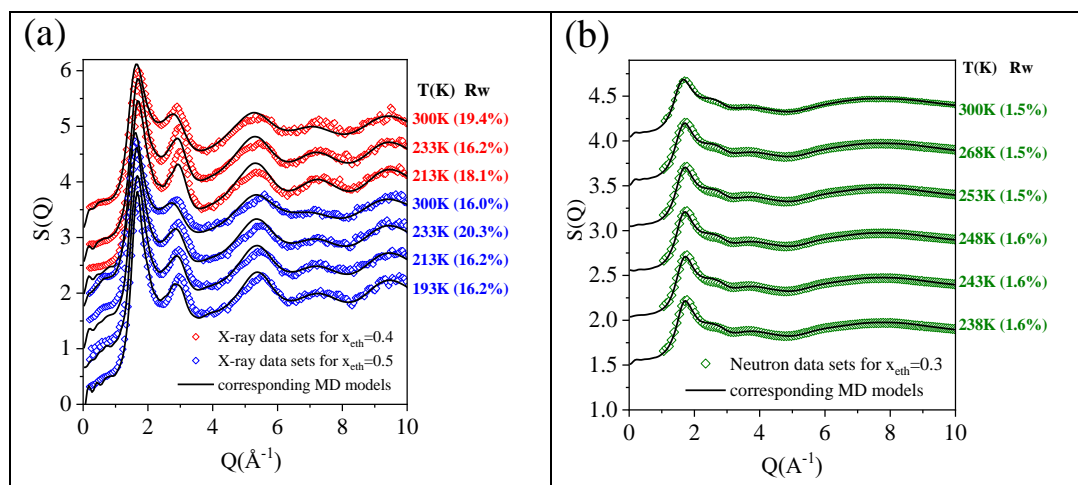 (a)
S(Q)
6
5
4
3
2
1
0
0 2 4 6 8 10
Q(Å⁻¹)
T(K) Rw
300K (19.4%)
233K (16.2%)
213K (18.1%)
300K (16.0%)
233K (20.3%)
213K (16.2%)
193K (16.2%)
X-ray data sets for xeth=0.4
X-ray data sets for xeth=0.5
corresponding MD models
(b)
S(Q)
4.5
4.0
3.5
3.0
2.5
2.0
1.5
1.0
0 2 4 6 8 10
Q(A⁻¹)
T(K) Rw
300K (1.5%)
268K (1.5%)
253K (1.5%)
248K (1.6%)
243K (1.6%)
238K (1.6%)
Neutron data sets for xeth=0.3
corresponding MD models